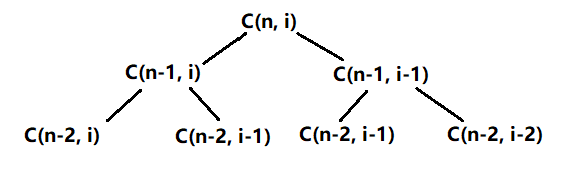 C(n, i)
C(n-1, i) C(n-1, i-1)
C(n-2, i) C(n-2, i-1) C(n-2, i-1) C(n-2, i-2)